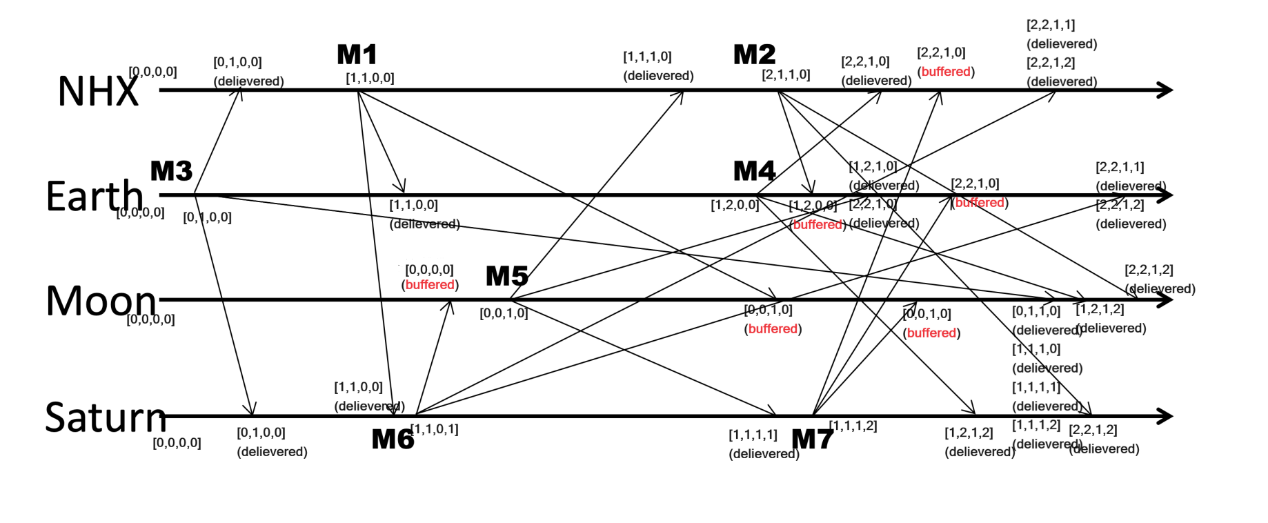 [2,2,1,1]
(delievered)
M1
M2
[0,1,0,0]
(delievered)
[1,1,1,0]
(delievered)
[2,2,1,0]
(delievered)
[2,2,1,0]
(buffered)
[2,2,1,2]
(delievered)
[0,0,0,0]
[1,1,0,0]
[2,1,1,0]
NHX
M3
M4
[1,2,1,0]
(delievered)
[2,2,1,1]
(delievered)
Earth
[2,2,1,0]
(buffered)
[0,0,0,0]
[0,1,0,0]
[1,1,0,0]
(delievered)
[1,2,0,0]
[1,2,0,0]
(buffered)
[2,2,1,0]
(delievered)
[2,2,1,2]
(delievered)
[0,0,0,0]
(buffered)
M5
[2,2,1,2]
(delievered)
Moon
[0,0,0,0]
[0,0,1,0]
[0,0,1,0]
(buffered)
[0,0,1,0]
(buffered)
[0,1,1,0]
(delievered)
[1,2,1,2]
(delievered)
[1,1,1,0]
(delievered)
[1,1,0,0]
(delievered)
[1,1,1,1]
(delievered)
Saturn
[0,0,0,0]
[0,1,0,0]
(delievered)
M6
[1,1,0,1]
[1,1,1,1]
(delievered)
M7
[1,1,1,2]
[1,2,1,2]
(delievered)
[1,1,1,2]
(delievered)
[2,2,1,2]
(delievered)